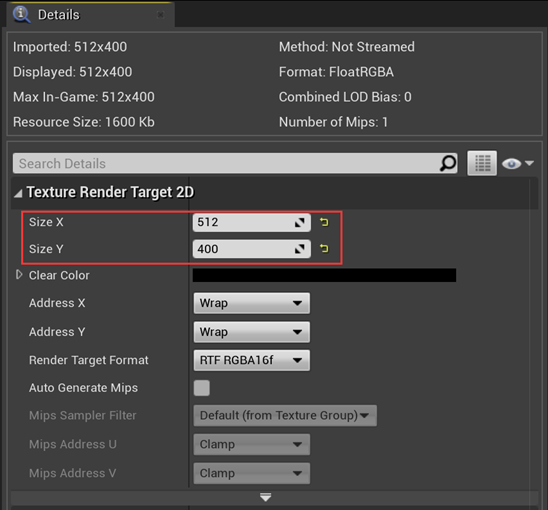 Details
Imported: 512x400 Method: Not Streamed
Displayed: 512x400 Format: FloatRGBA
Max In-Game: 512x400 Combined LOD Bias: 0
Resource Size: 1600 Kb Number of Mips: 1
Search Details
Texture Render Target 2D
Size X 512
Size Y 400
Clear Color
Address X Wrap
Address Y Wrap
Render Target Format RTF RGBA16f
Auto Generate Mips
Mips Sampler Filter Default (from Texture Group)
Mips Address U Clamp
Mips Address V Clamp